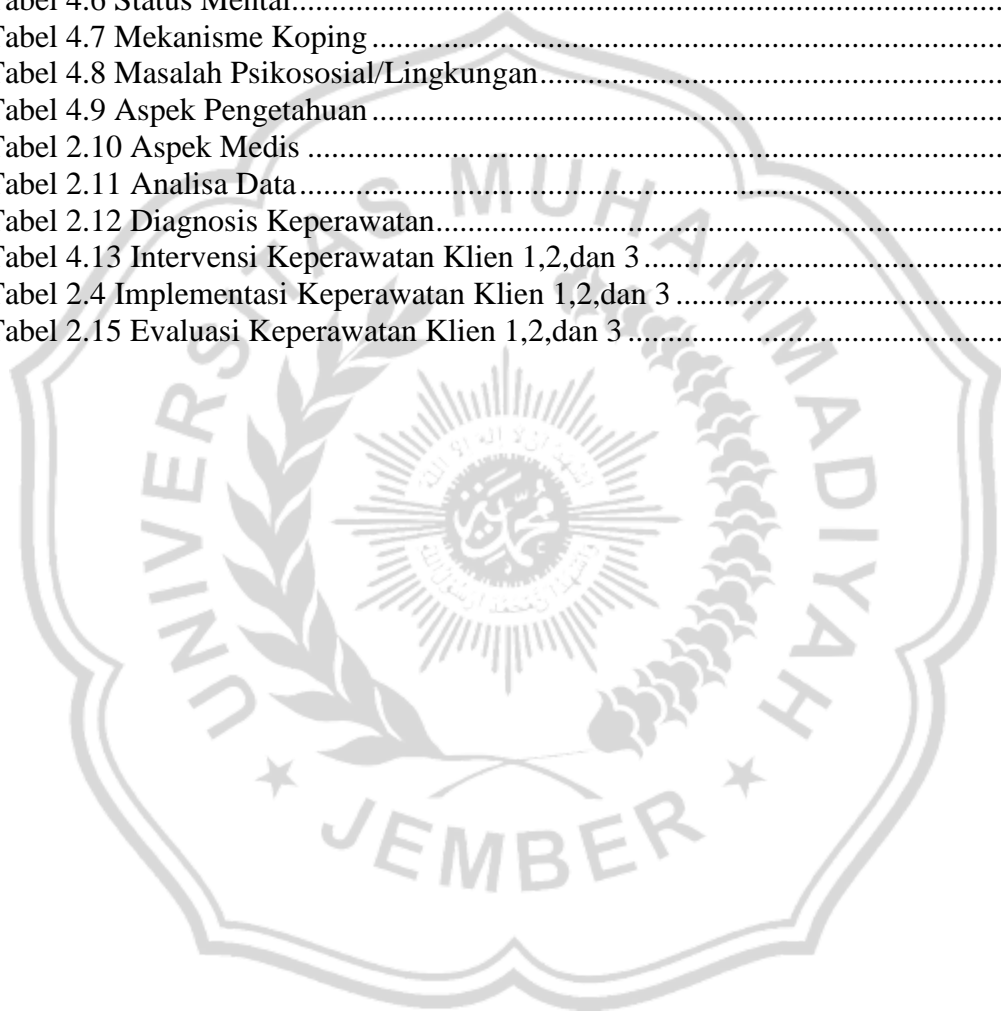 Tabel 4.6 Status Mental.....................................................................................
Tabel 4.7 Mekanisme Koping .....................................................................................
Tabel 4.8 Masalah Psikososial/Lingkungan.....................................................................................
Tabel 4.9 Aspek Pengetahuan .....................................................................................
Tabel 2.10 Aspek Medis .....................................................................................
Tabel 2.11 Analisa Data.....................................................................................
Tabel 2.12 Diagnosis Keperawatan.....................................................................................
Tabel 4.13 Intervensi Keperawatan Klien 1,2,dan 3 .....................................................................................
Tabel 2.4 Implementasi Keperawatan Klien 1,2,dan 3 .....................................................................................
Tabel 2.15 Evaluasi Keperawatan Klien 1,2,dan 3 .....................................................................................
UNIVERSITAS MUHAMMADIYAH
JEMBER